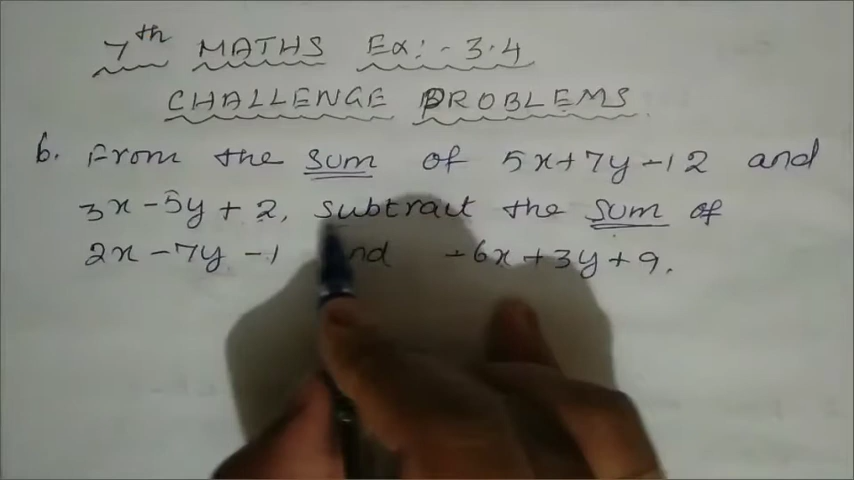 7th MATHS Ex:- 3.4
CHALLENGE PROBLEMS
6. From the sum of 5x+7y-12 and
3x-5y+2, subtract the sum of
2x-7y-1 and -6x+3y+9.